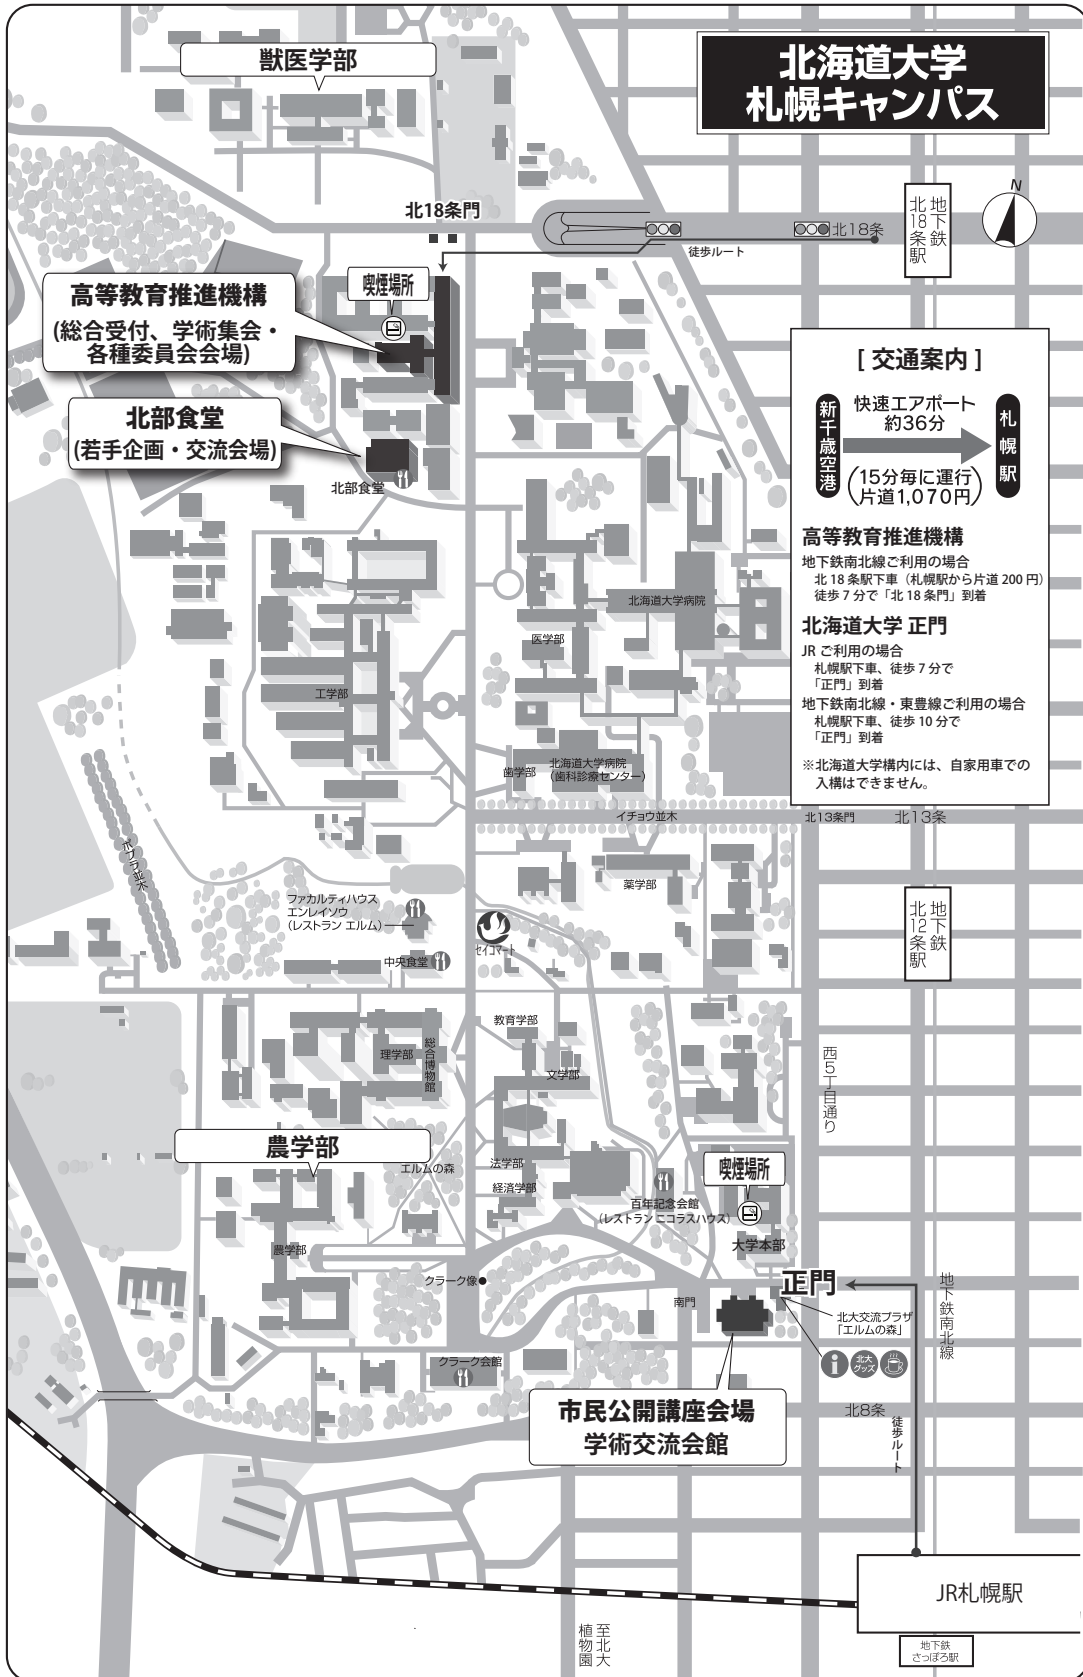 北海道大学
札幌キャンパス
獣医学部
北18条門
北18条
地下鉄
北18条駅
N
徒歩ルート
喫煙場所
高等教育推進機構
(総合受付、学術集会・
各種委員会会場)
北部食堂
(若手企画・交流会場)
北部食堂
[ 交通案内 ]
新千歳空港
快速エアポート
約36分
(15分毎に運行
片道1,070円)
札幌駅
高等教育推進機構
地下鉄南北線ご利用の場合
北 18 条駅下車（札幌駅から片道 200 円）
徒歩 7 分で「北 18 条門」到着
北海道大学 正門
JR ご利用の場合
札幌駅下車、徒歩 7 分で
「正門」到着
地下鉄南北線・東豊線ご利用の場合
札幌駅下車、徒歩 10 分で
「正門」到着
※北海道大学構内には、自家用車での
入構はできません。
北海道大学病院
医学部
工学部
歯学部
北海道大学病院
(歯科診療センター)
イチョウ並木
北13条門
北13条
ポプラ並木
薬学部
ファカルティハウス
エンレイソウ
(レストラン エルム)
セイコマート
中央食堂
地下鉄
北12条駅
教育学部
理学部
総合博物館
文学部
西5丁目通り
農学部
エルムの森
法学部
経済学部
喫煙場所
百年記念会館
(レストラン ニコラスハウス)
大学本部
農学部
クラーク像
正門
南門
北大交流プラザ
「エルムの森」
地下鉄南北線
i
北大
グッズ
クラーク会館
市民公開講座会場
学術交流会館
北8条
徒歩ルート
JR札幌駅
地下鉄
さっぽろ駅
至北大
植物園